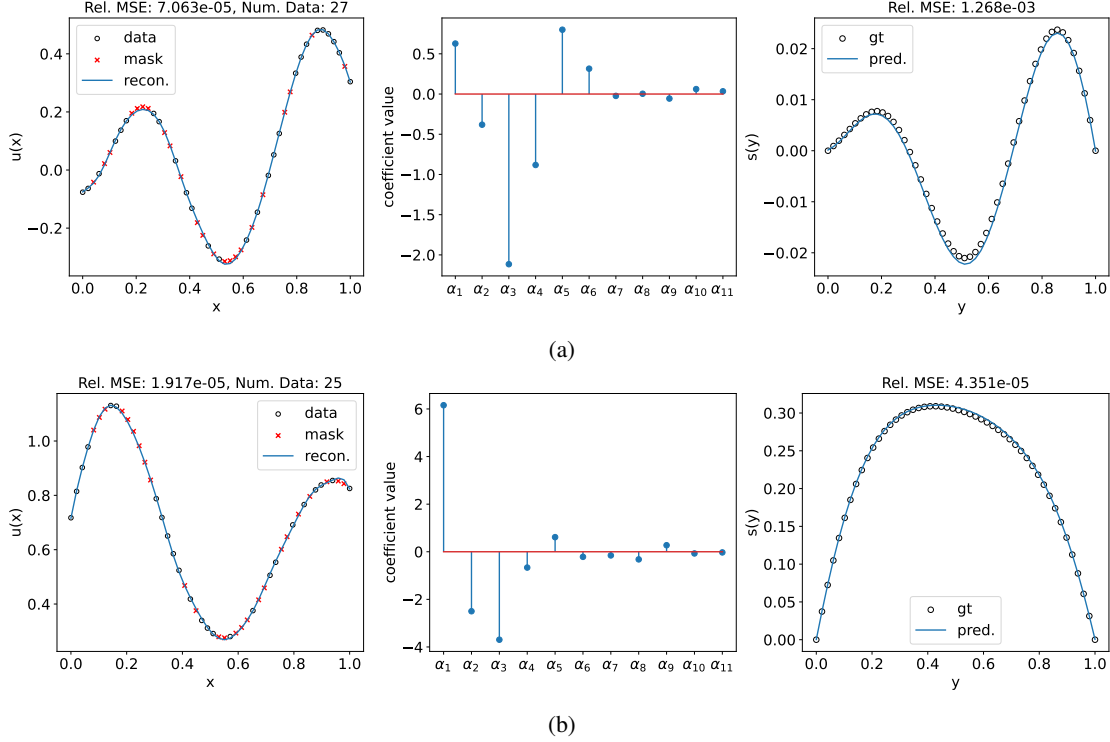 Rel. MSE: 7.063e-05, Num. Data: 27
data
mask
recon.
u(x)
0.4
0.2
0.0
−0.2
0.0 0.2 0.4 0.6 0.8 1.0
x
coefficient value
0.5
0.0
−0.5
−1.0
−1.5
−2.0
α1 α2 α3 α4 α5 α6 α7 α8 α9 α10 α11
Rel. MSE: 1.268e-03
gt
pred.
s(y)
0.02
0.01
0.00
−0.01
−0.02
0.0 0.2 0.4 0.6 0.8 1.0
y
(a)
Rel. MSE: 1.917e-05, Num. Data: 25
data
mask
recon.
u(x)
1.0
0.8
0.6
0.4
0.0 0.2 0.4 0.6 0.8 1.0
x
coefficient value
6
4
2
0
−2
−4
α1 α2 α3 α4 α5 α6 α7 α8 α9 α10 α11
Rel. MSE: 4.351e-05
s(y)
0.30
0.25
0.20
0.15
0.10
0.05
0.00
gt
pred.
0.0 0.2 0.4 0.6 0.8 1.0
y
(b)